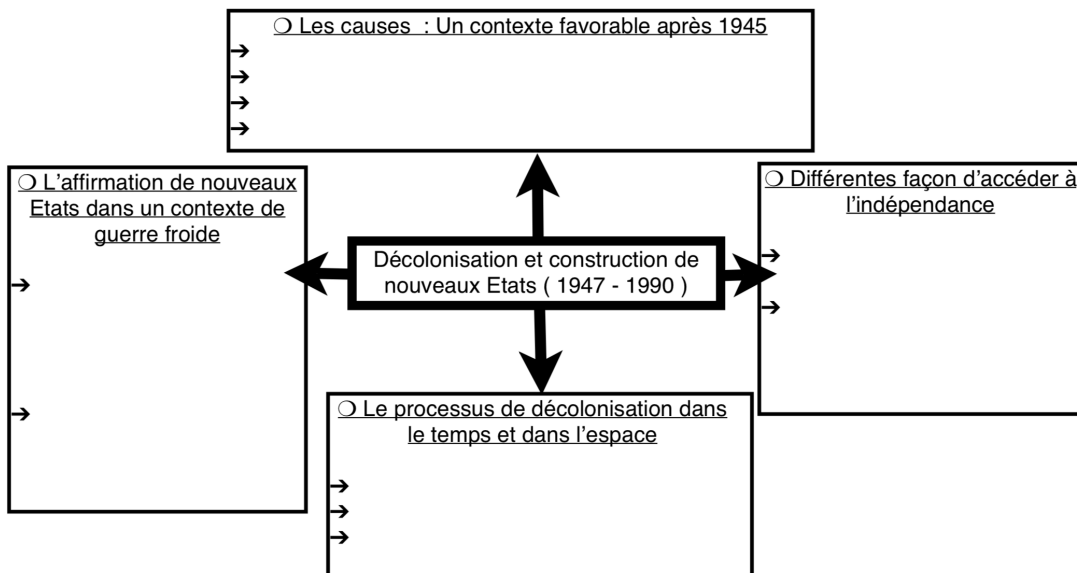 ❍ Les causes : Un contexte favorable après 1945
➔
➔
➔
➔
❍ L'affirmation de nouveaux
Etats dans un contexte de
guerre froide
➔
➔
Décolonisation et construction de
nouveaux Etats ( 1947 - 1990 )
❍ Différentes façon d'accéder à
l'indépendance
➔
➔
❍ Le processus de décolonisation dans
le temps et dans l'espace
➔
➔
➔